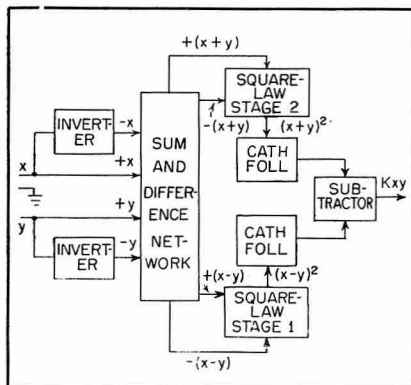 +(x+y)
SQUARE-
LAW
STAGE 2
-(x+y)
(x+y)²
INVERT-
ER
-x
x
+x
SUM
AND
DIFFER-
ENCE
NET-
WORK
CATH
FOLL
SUB-
TRACTOR
Kxy
+y
y
INVERT-
ER
-y
CATH
FOLL
+(x-y)
(x-y)²
SQUARE-
LAW
STAGE 1
-(x-y)